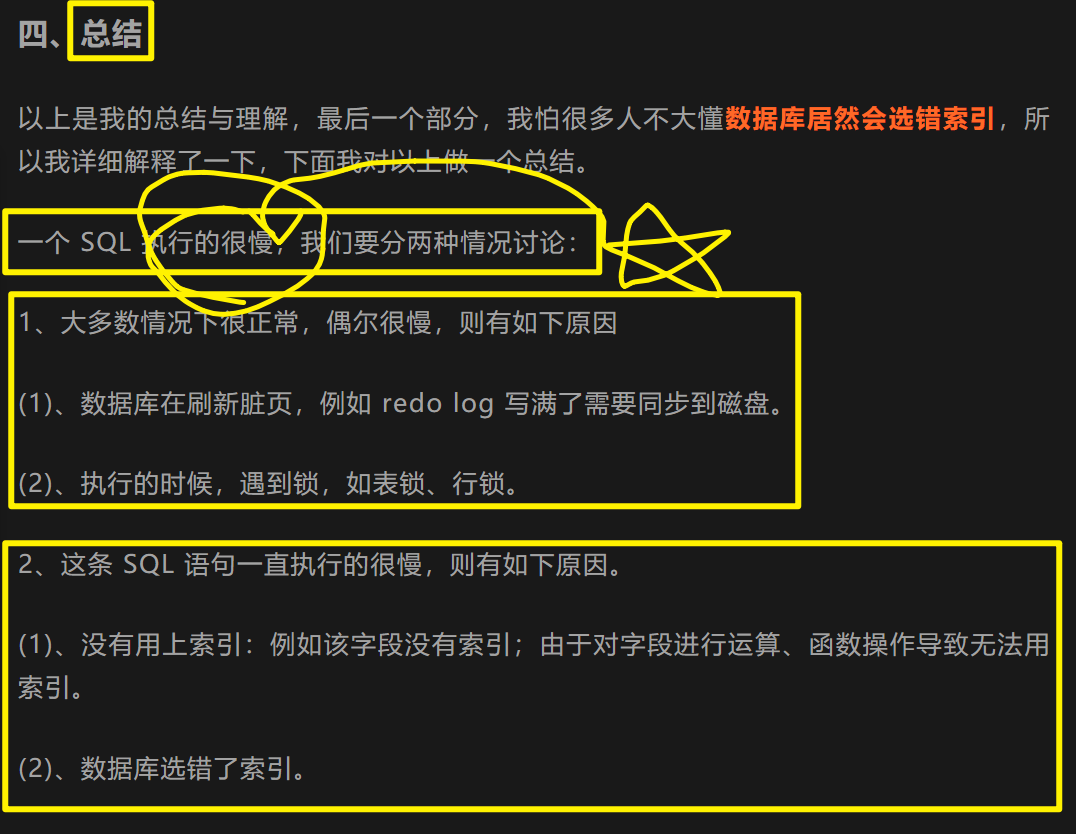 四、总结
以上是我的总结与理解，最后一个部分，我怕很多人不大懂数据库居然会选错索引，所
以我详细解释了一下，下面我对以上做一个总结。
一个 SQL 执行的很慢，我们要分两种情况讨论：
1、大多数情况下很正常，偶尔很慢，则有如下原因
(1)、数据库在刷新脏页，例如 redo log 写满了需要同步到磁盘。
(2)、执行的时候，遇到锁，如表锁、行锁。
2、这条 SQL 语句一直执行的很慢，则有如下原因。
(1)、没有用上索引：例如该字段没有索引；由于对字段进行运算、函数操作导致无法用
索引。
(2)、数据库选错了索引。